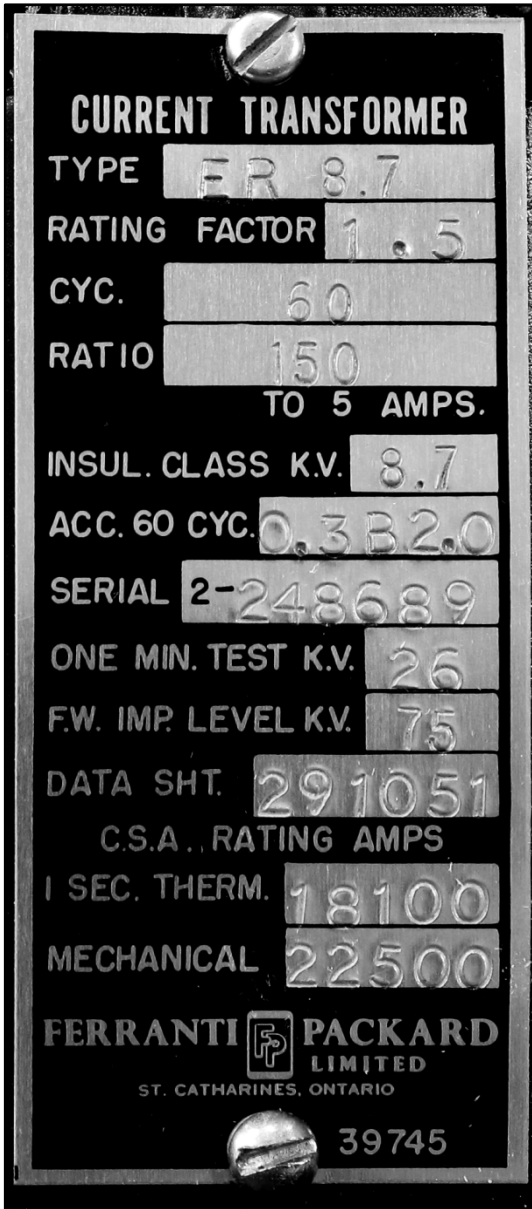 CURRENT TRANSFORMER
TYPE ER 8.7
RATING FACTOR 1.5
CYC. 60
RATIO 150
TO 5 AMPS.
INSUL. CLASS K.V. 8.7
ACC. 60 CYC. 0.3B2.0
SERIAL 2-248689
ONE MIN. TEST K.V. 26
F.W. IMP. LEVEL K.V. 75
DATA SHT. 291051
C.S.A. RATING AMPS
1 SEC. THERM. 18100
MECHANICAL 22500
FERRANTI FP PACKARD
LIMITED
ST. CATHARINES, ONTARIO
39745